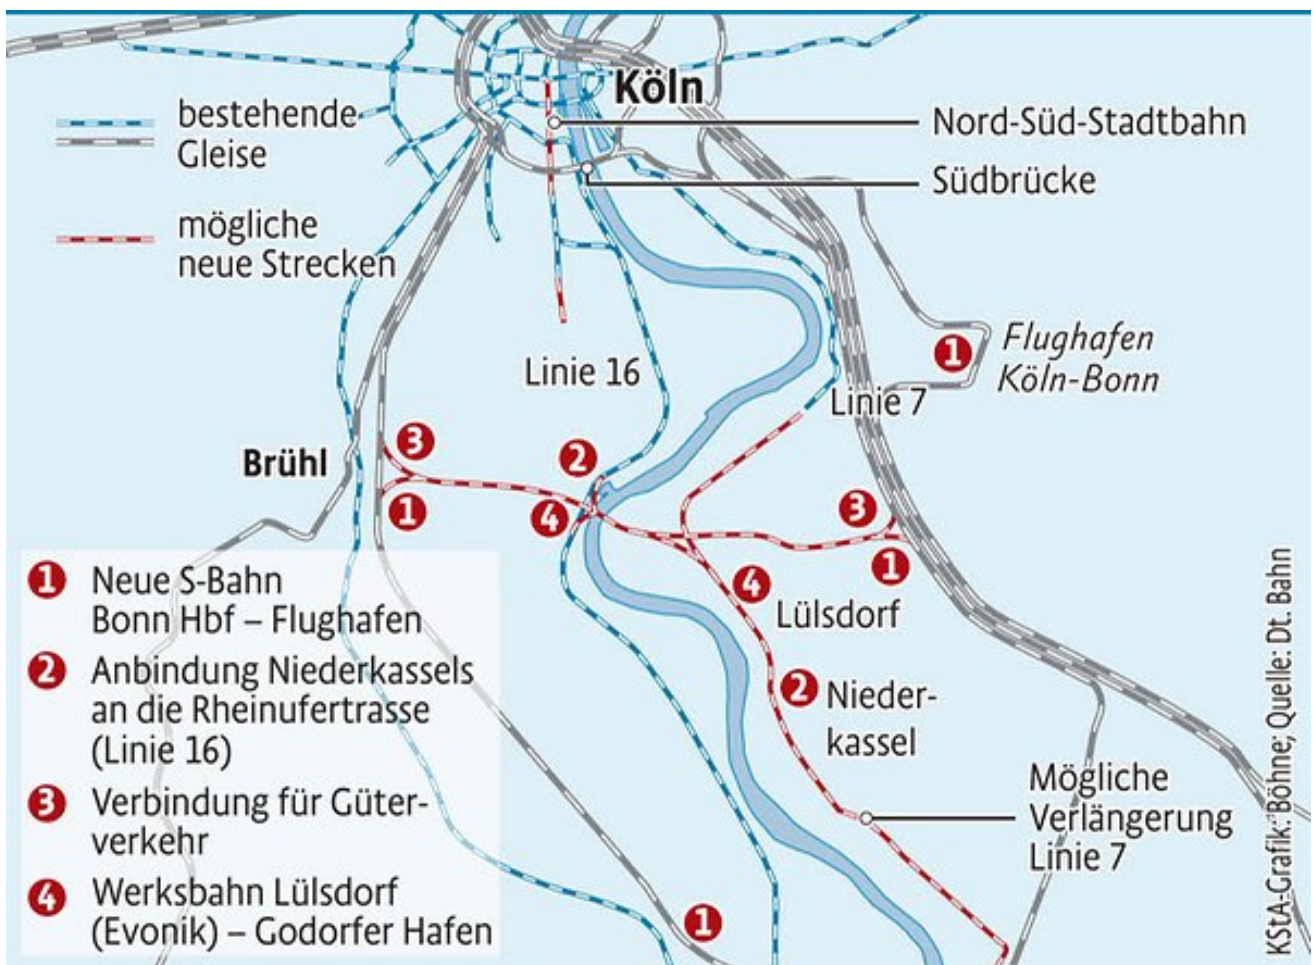 Köln
bestehende
Gleise
Nord-Süd-Stadtbahn
Südbrücke
mögliche
neue Strecken
Linie 16
1
Flughafen
Köln-Bonn
Linie 7
Brühl
3
1
2
4
3
1
4
Lülsdorf
2
Nieder-
kassel
Mögliche
Verlängerung
Linie 7
1
1 Neue S-Bahn
Bonn Hbf – Flughafen
2 Anbindung Niederkassels
an die Rheinufertrasse
(Linie 16)
3 Verbindung für Güter-
verkehr
4 Werksbahn Lülsdorf
(Evonik) – Godorfer Hafen
KStA-Grafik: Böhne; Quelle: Dt. Bahn